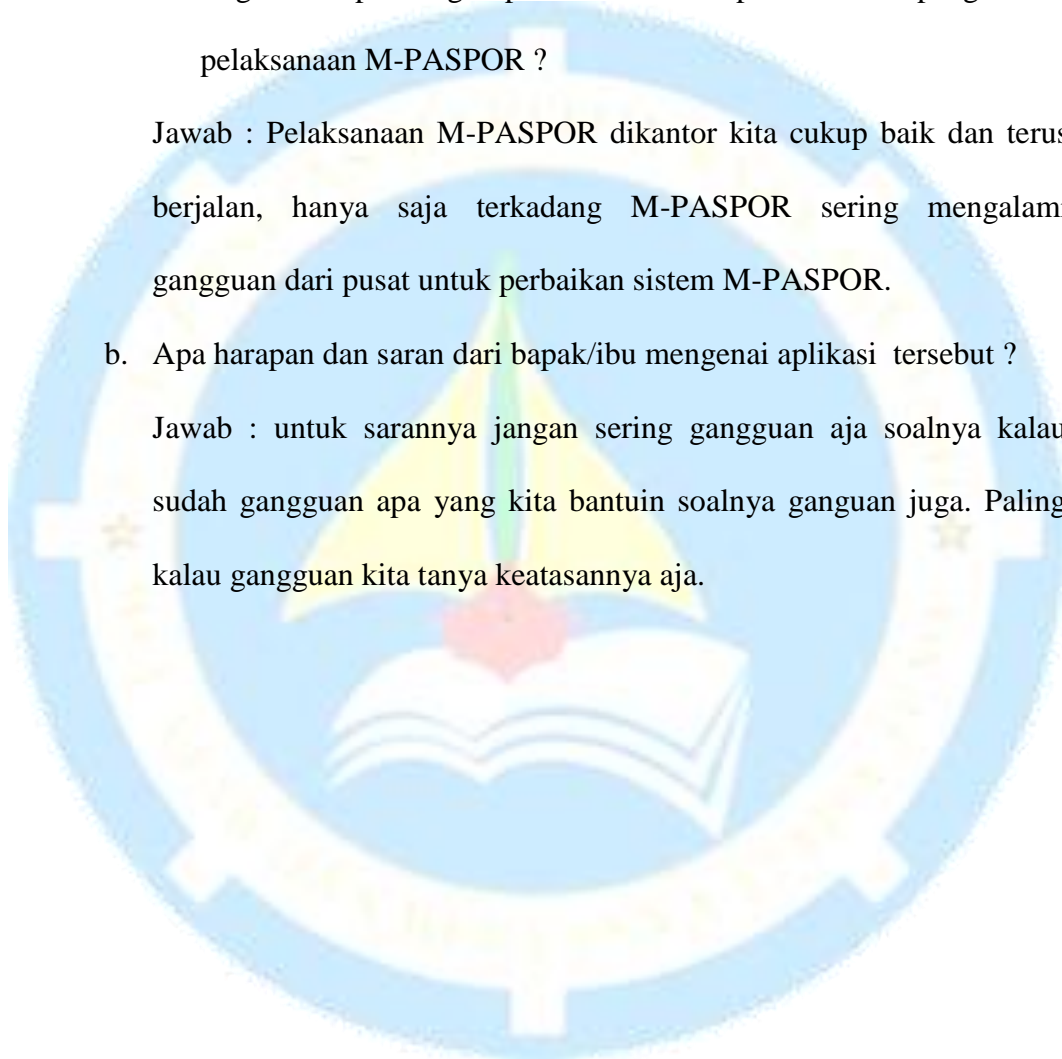 pelaksanaan M-PASPOR ?
Jawab : Pelaksanaan M-PASPOR dikantor kita cukup baik dan terus
berjalan, hanya saja terkadang M-PASPOR sering mengalami
gangguan dari pusat untuk perbaikan sistem M-PASPOR.
b. Apa harapan dan saran dari bapak/ibu mengenai aplikasi tersebut ?
Jawab : untuk sarannya jangan sering gangguan aja soalnya kalau
sudah gangguan apa yang kita bantuin soalnya ganguan juga. Paling
kalau gangguan kita tanya keatasannya aja.